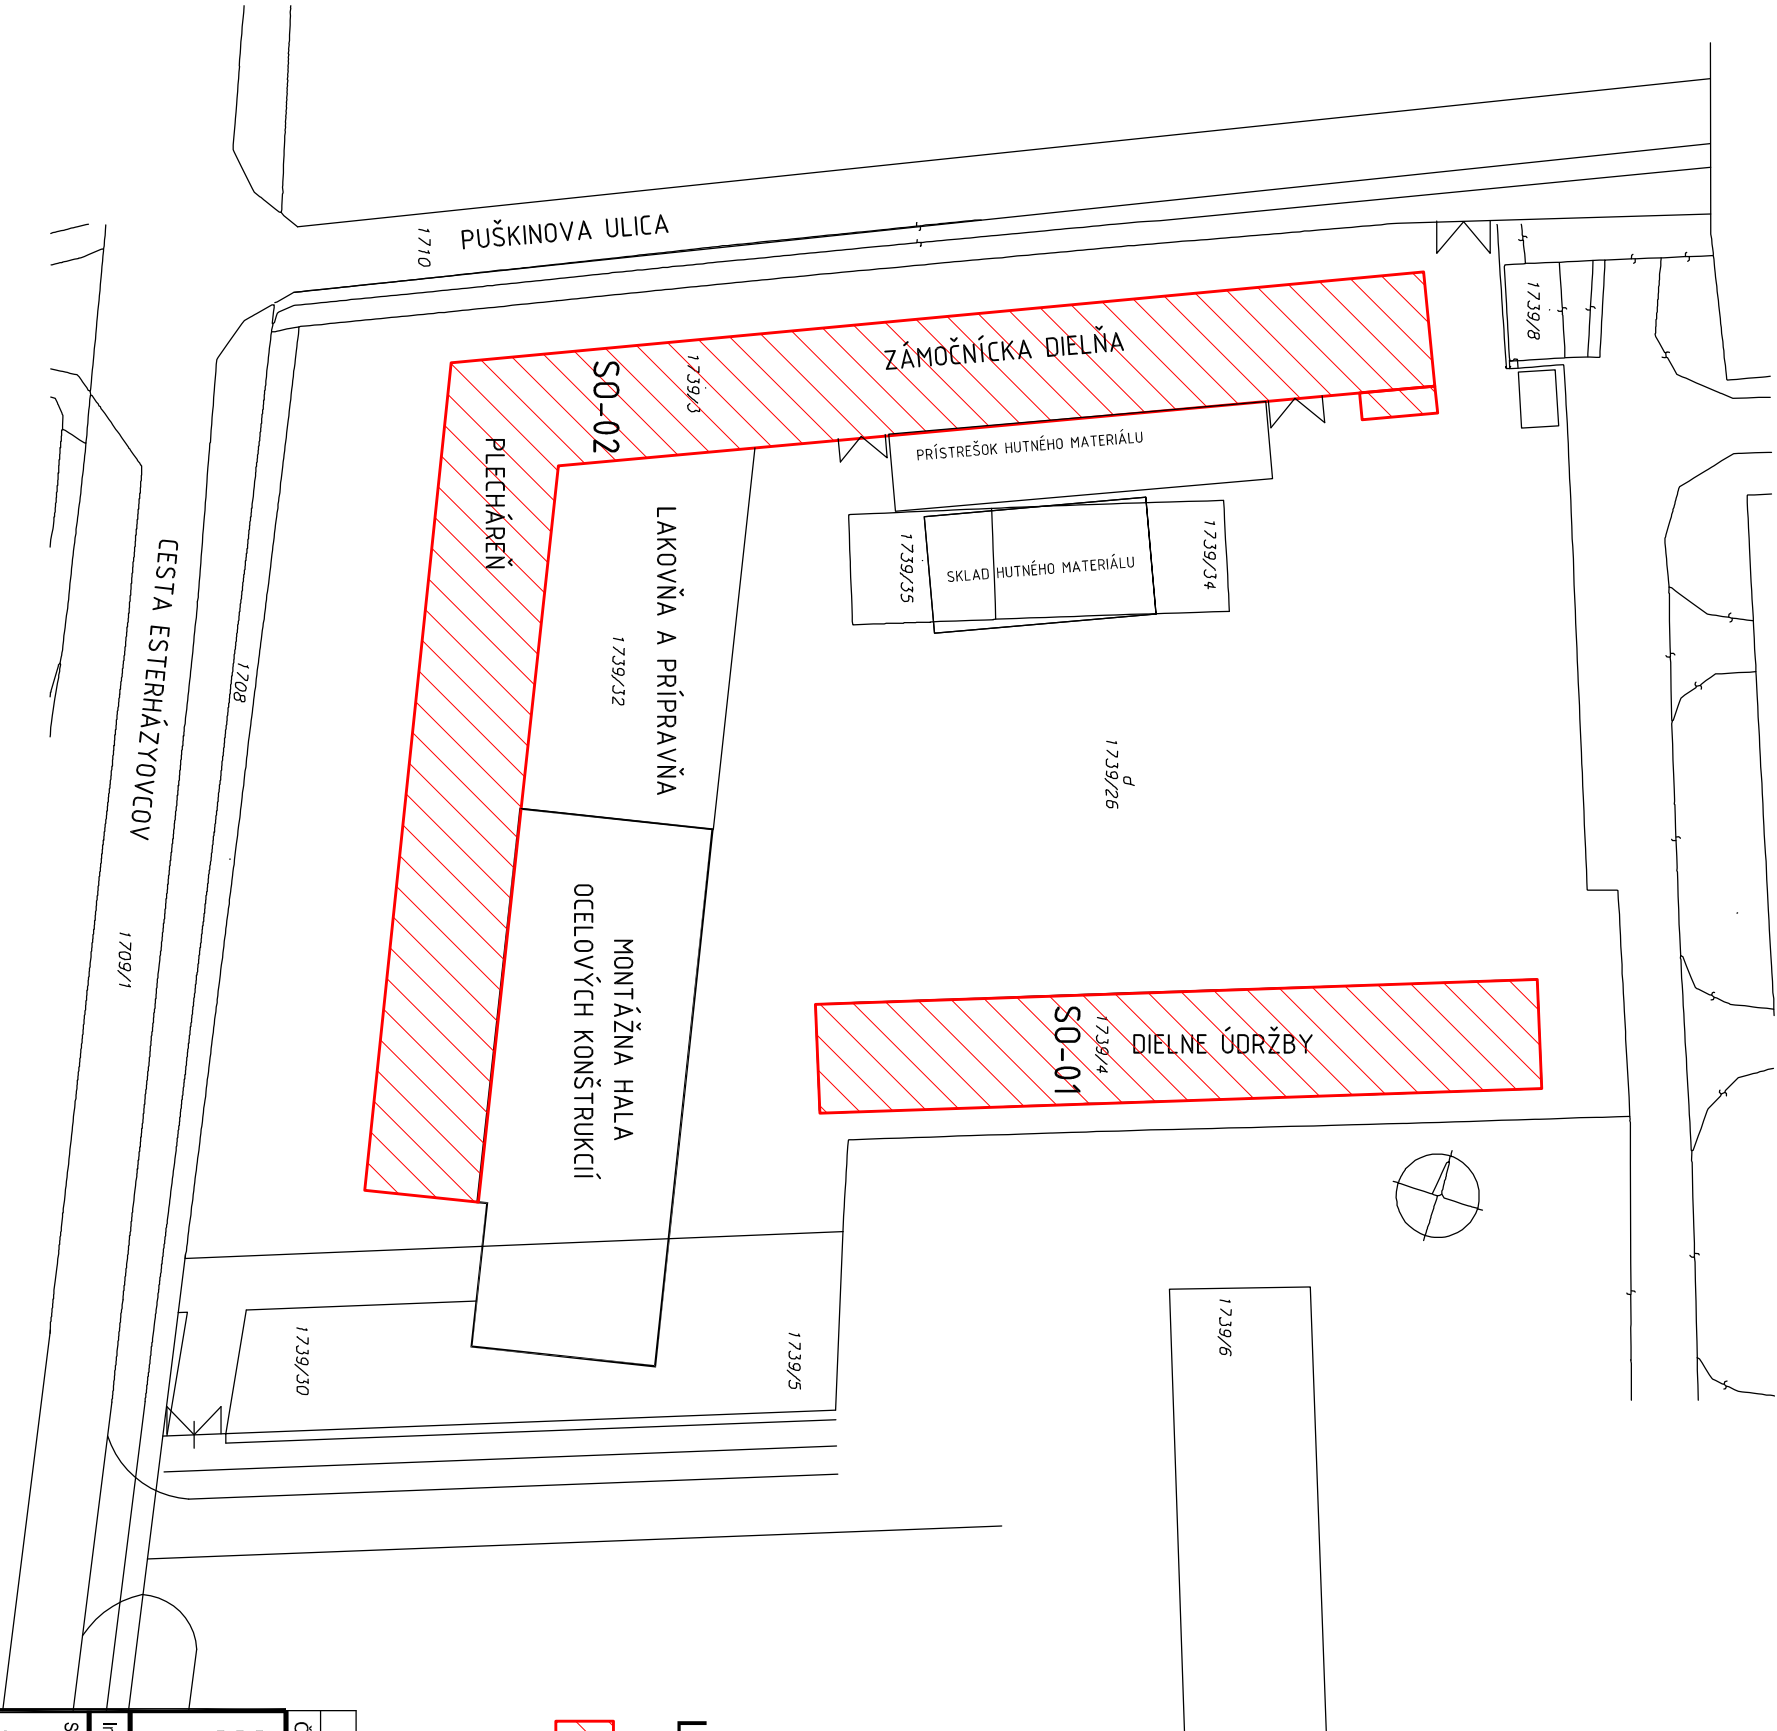 PUŠKINOVA ULICA
1710
1739/8
ZÁMOČNÍCKA DIELŇA
1739/3
SO-02
PLECHÁREŇ
PRÍSTREŠOK HUTNÉHO MATERIÁLU
SKLAD HUTNÉHO MATERIÁLU
1739/35
1739/34
LAKOVŇA A PRÍPRAVŇA
1739/32
CESTA ESTERHÁZYOVCOV
1708
1709/1
1739/26
MONTÁŽNA HALA
OCELOVÝCH KONŠTRUKCIÍ
SO-01
1739/4
DIELNE ÚDRŽBY
1739/30
1739/5
1739/6